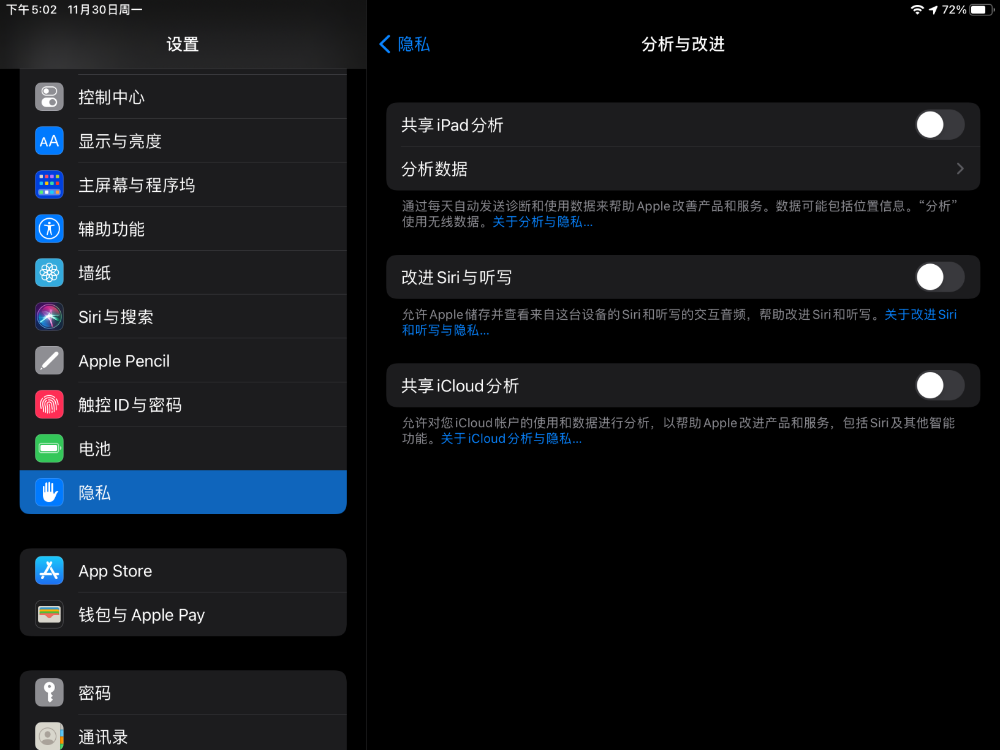 下午5:02 11月30日周一
72%
设置
控制中心
显示与亮度
主屏幕与程序坞
辅助功能
墙纸
Siri与搜索
Apple Pencil
触控ID与密码
电池
隐私
App Store
钱包与Apple Pay
密码
通讯录
隐私
分析与改进
共享iPad分析
分析数据
通过每天自动发送诊断和使用数据来帮助Apple改善产品和服务。数据可能包括位置信息。“分析”
使用无线数据。关于分析与隐私...
改进Siri与听写
允许Apple储存并查看来自这台设备的Siri和听写的交互音频，帮助改进Siri和听写。关于改进Siri
和听写与隐私...
共享iCloud分析
允许对您iCloud帐户的使用和数据进行分析，以帮助Apple改进产品和服务，包括Siri及其他智能
功能。关于iCloud分析与隐私...